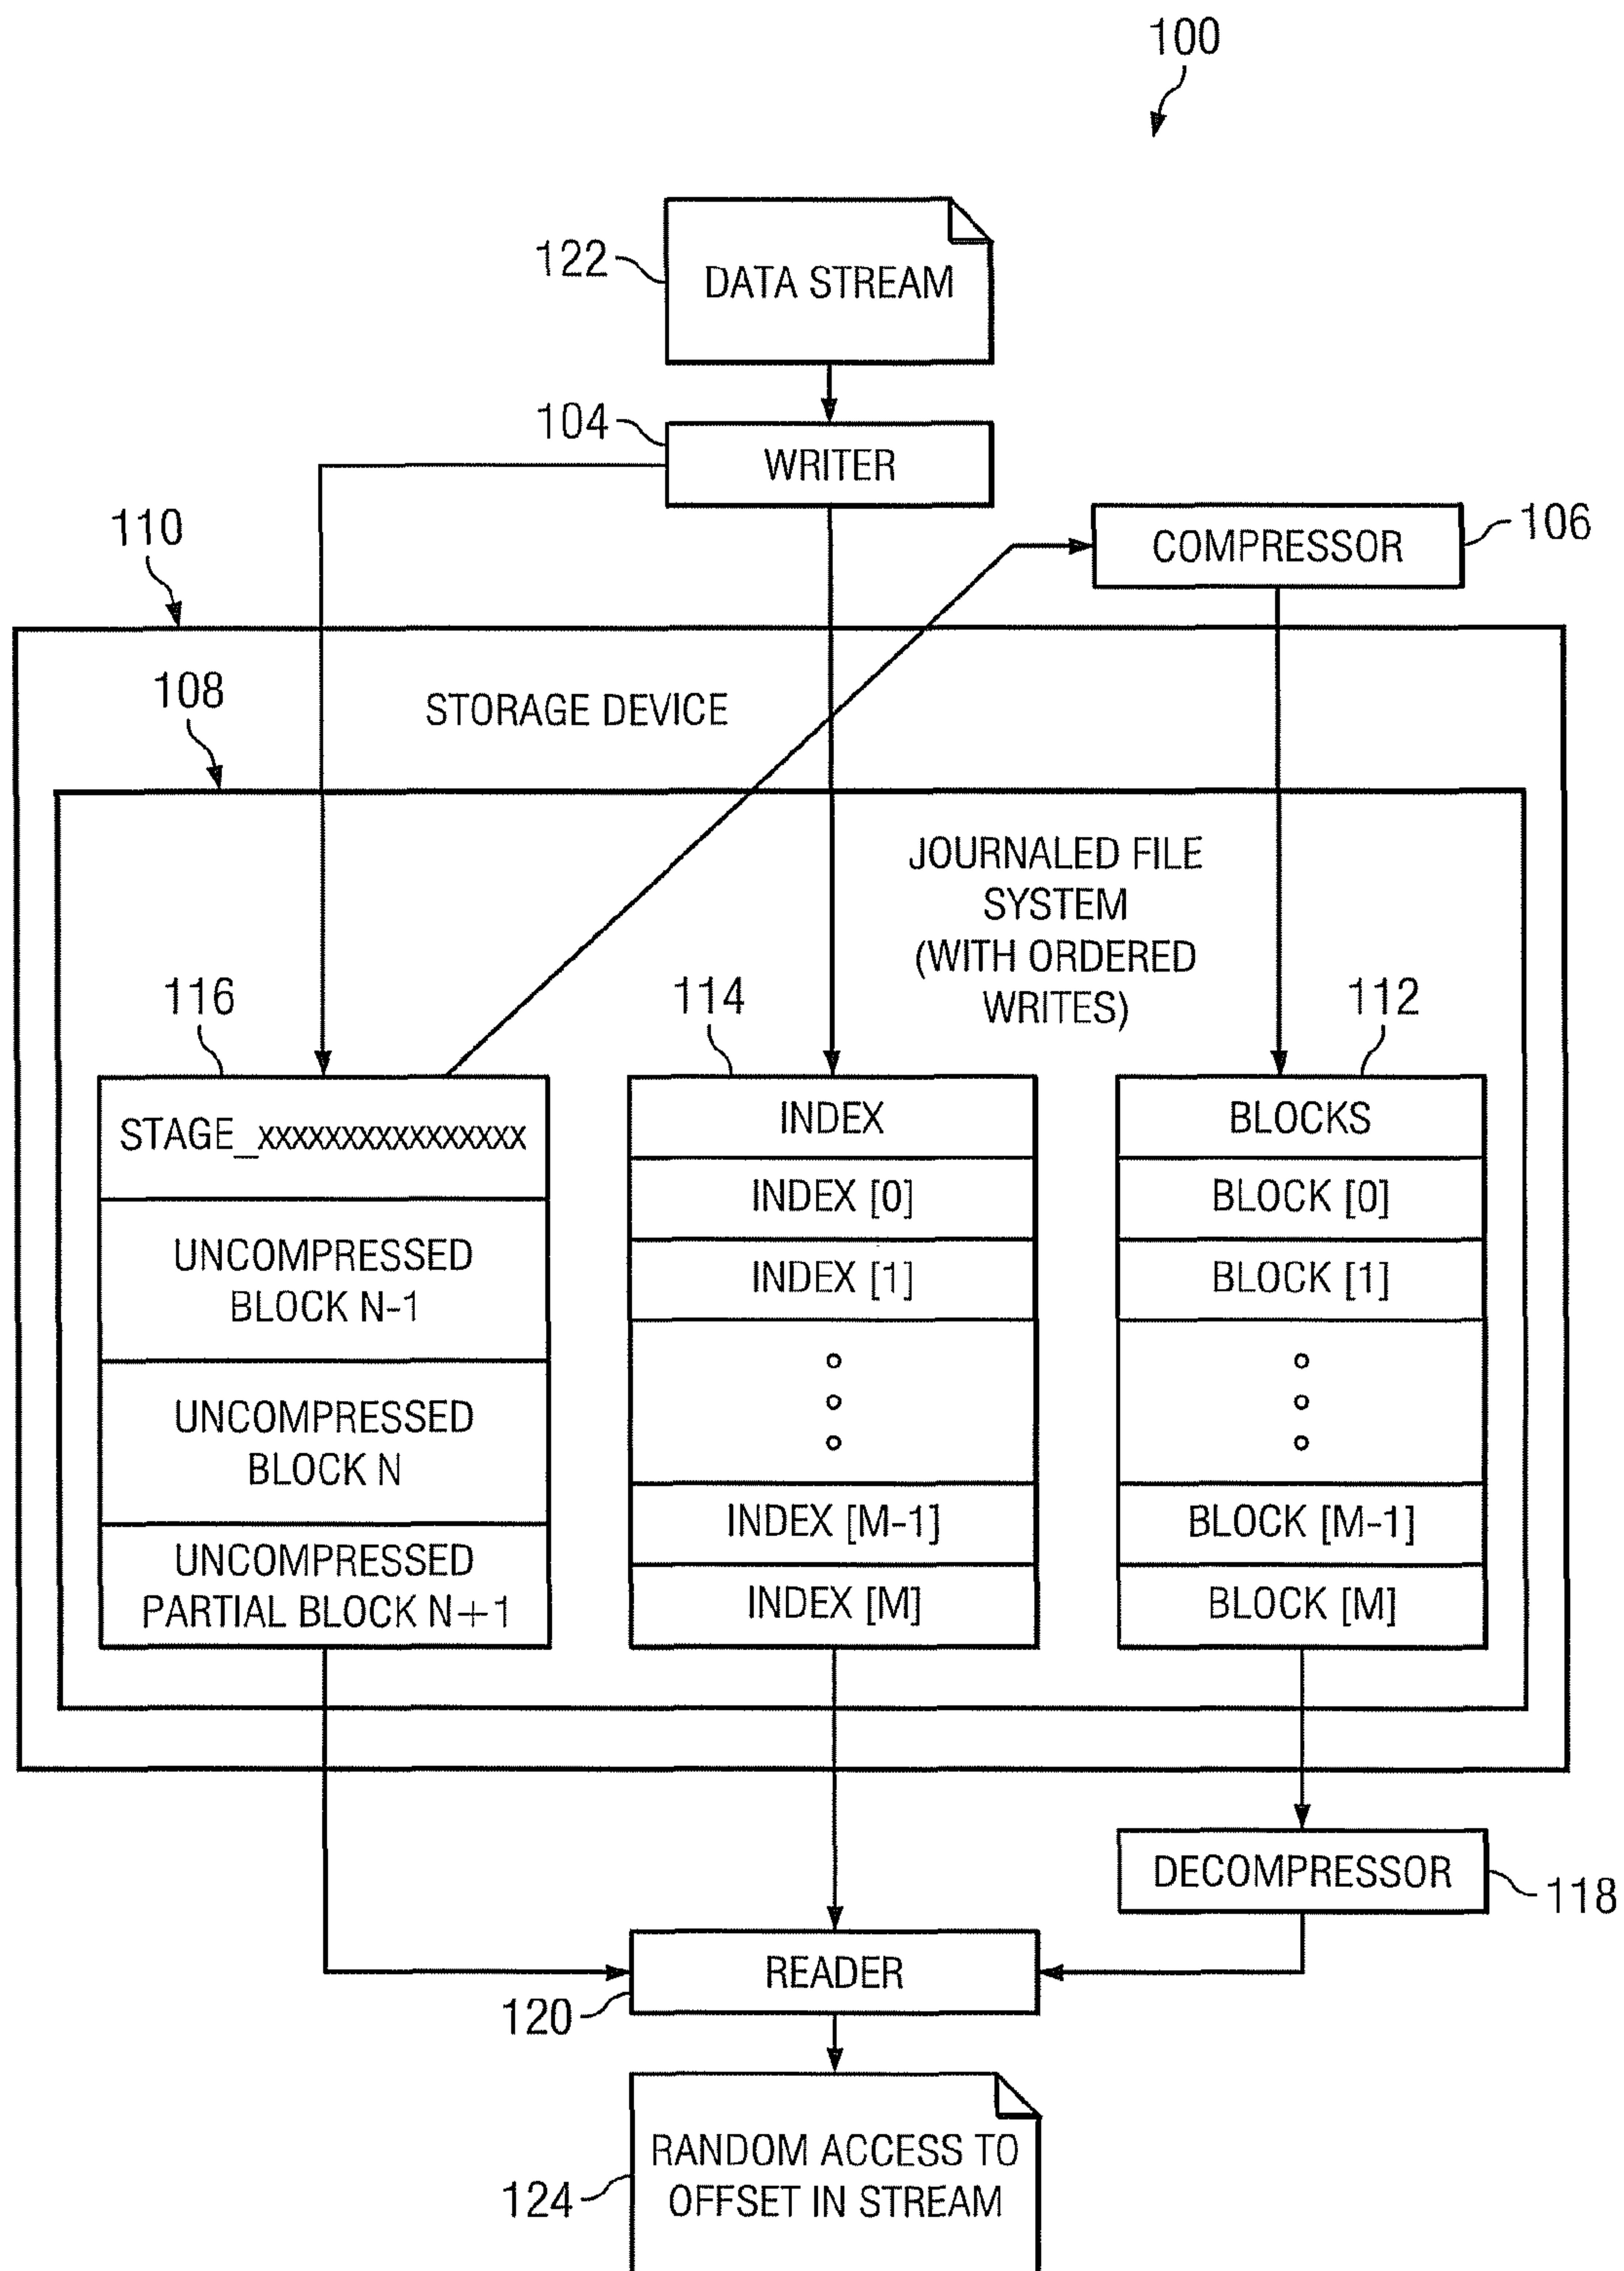 100
122
DATA STREAM
104
WRITER
110
COMPRESSOR
106
108
STORAGE DEVICE
JOURNALED FILE
SYSTEM
(WITH ORDERED
WRITES)
116
114
112
STAGE_xxxxxxxxxxxxxxxx
UNCOMPRESSED
BLOCK N-1
UNCOMPRESSED
BLOCK N
UNCOMPRESSED
PARTIAL BLOCK N+1
INDEX
INDEX [0]
INDEX [1]
INDEX [M-1]
INDEX [M]
BLOCKS
BLOCK [0]
BLOCK [1]
BLOCK [M-1]
BLOCK [M]
DECOMPRESSOR
118
READER
120
RANDOM ACCESS TO
OFFSET IN STREAM
124